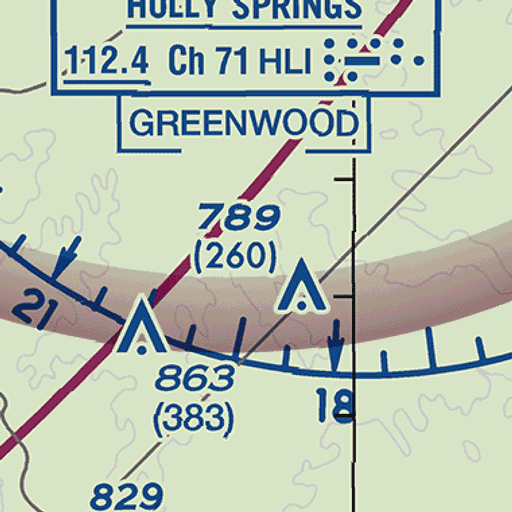 HOLLY SPRINGS
112.4 Ch 71 HLI
GREENWOOD
789
(260)
21
863
(383)
18
829